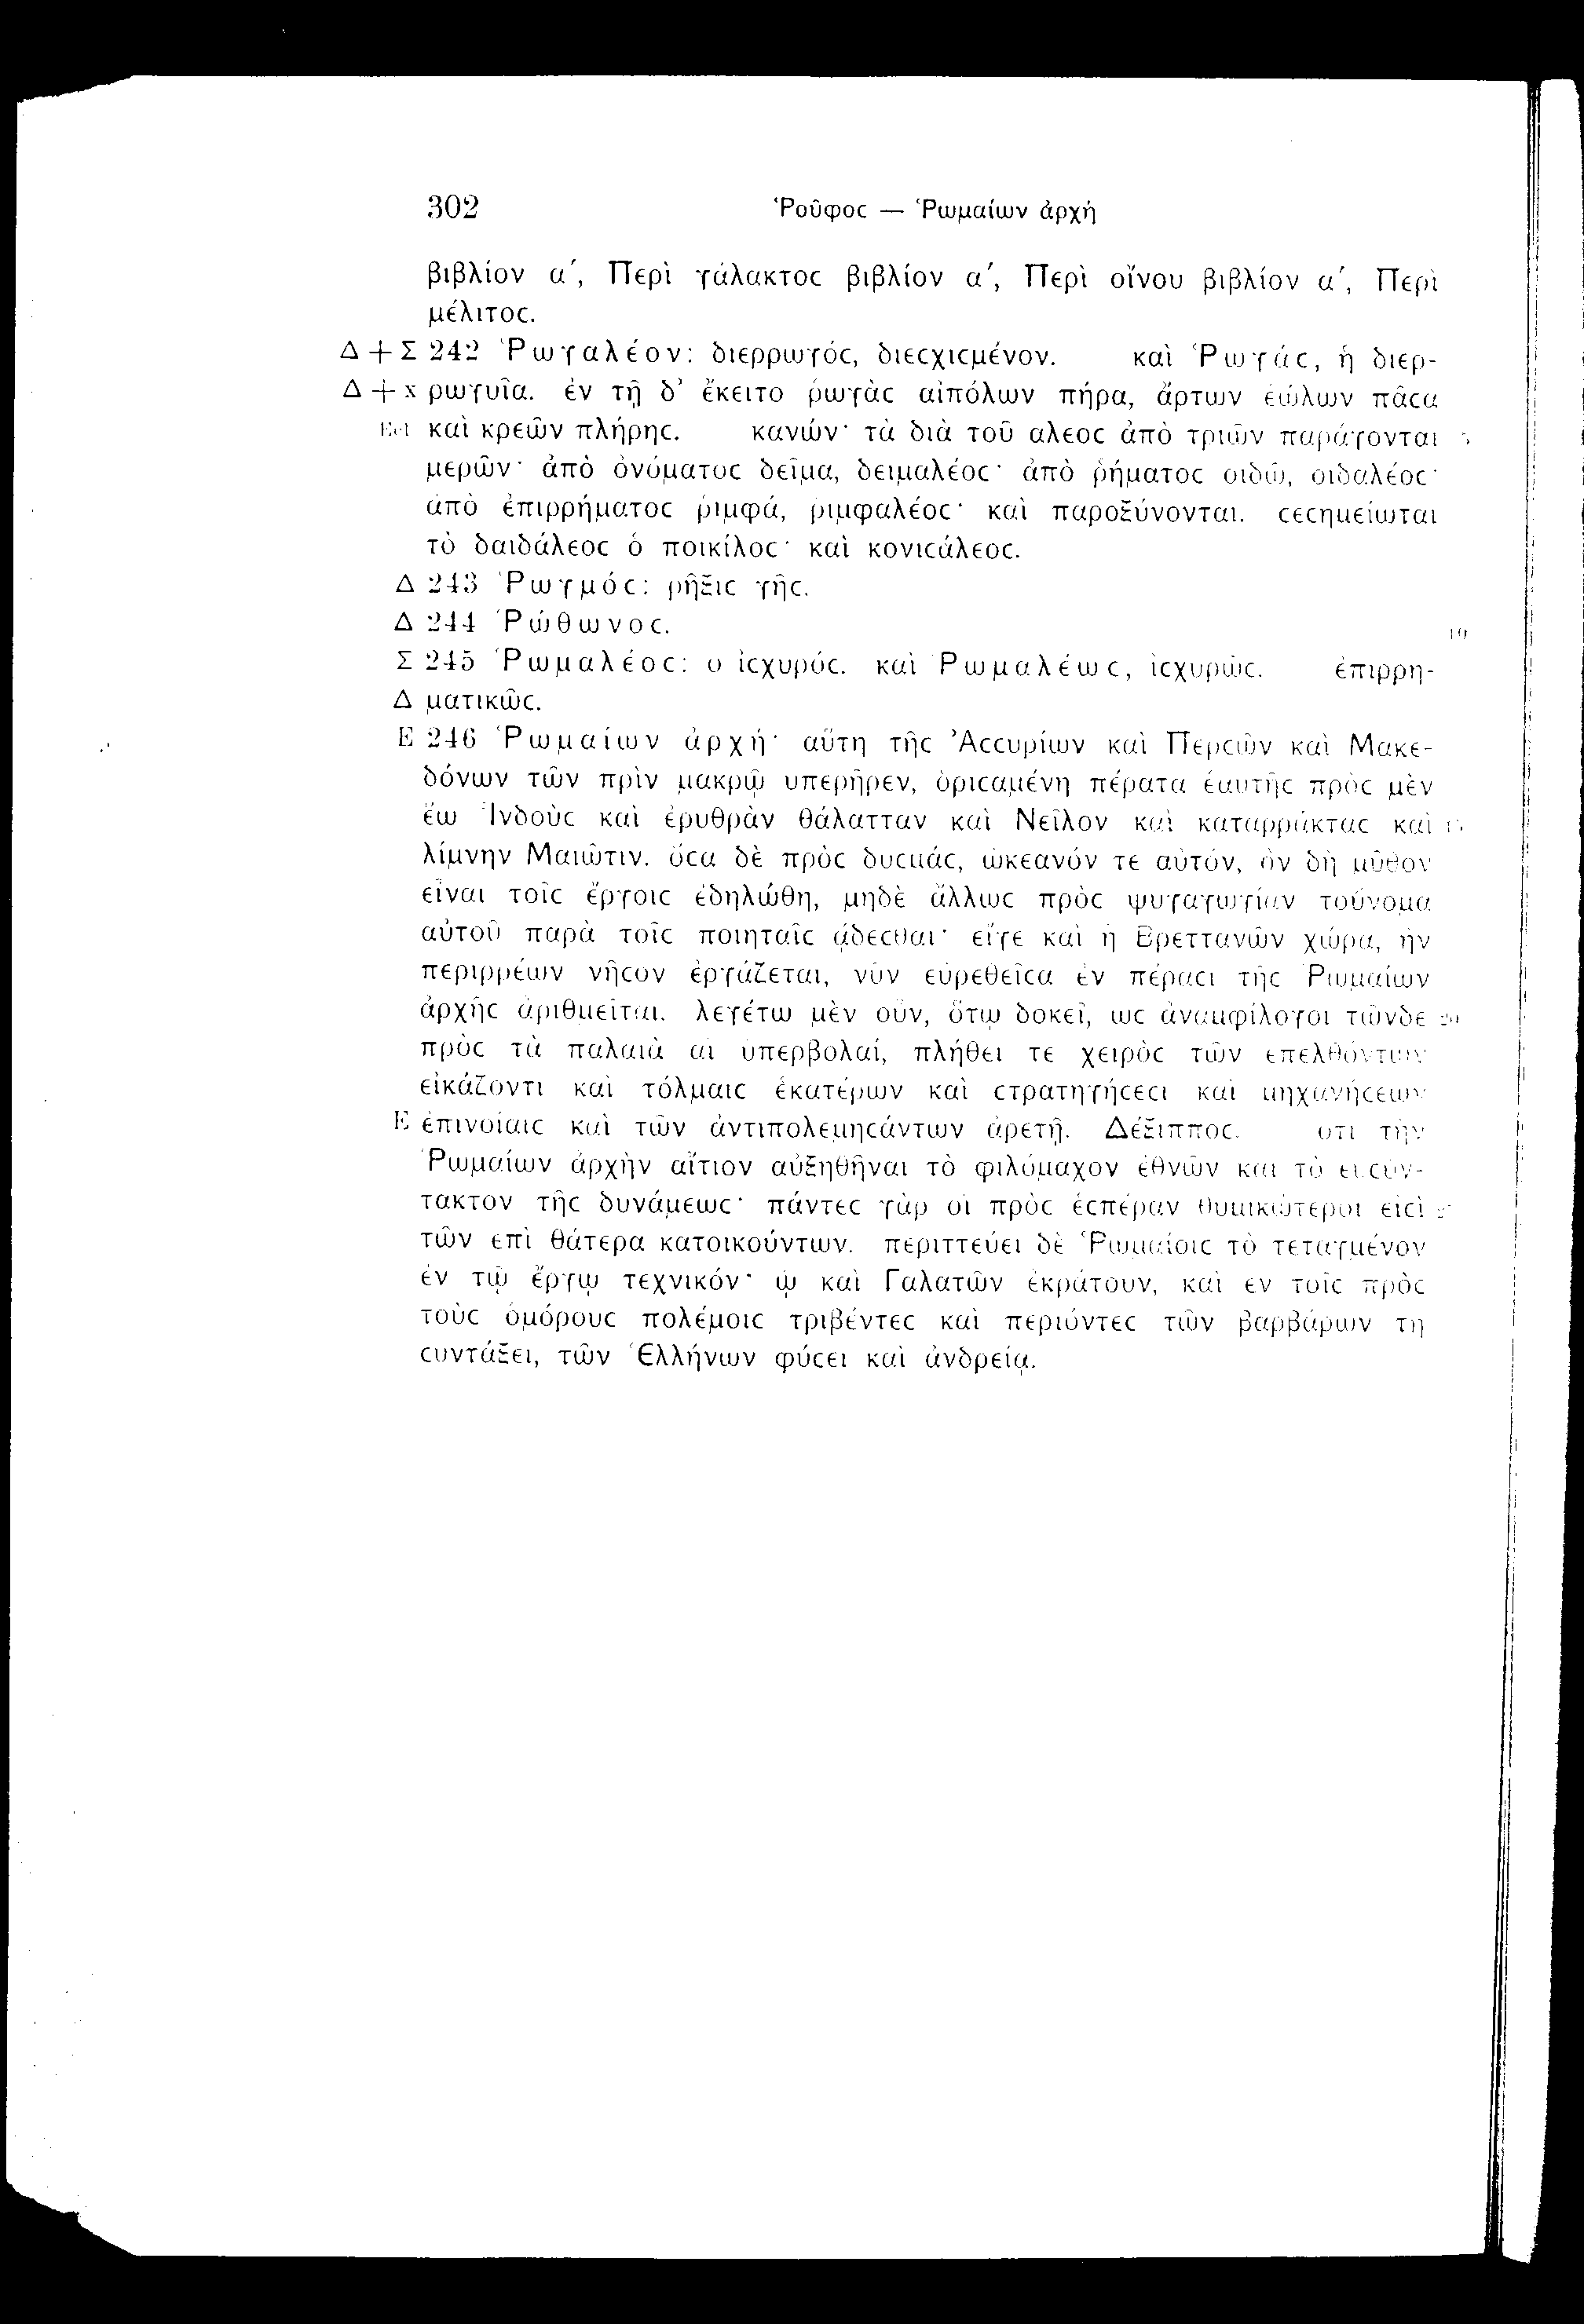 302 Ῥοῦφοϲ — Ῥωμαίων ἀρχή
βιβλίον α΄, Περὶ γάλακτοϲ βιβλίον α΄, Περὶ οἴνου βιβλίον α΄, Περὶ
μέλιτοϲ.
Δ + Σ 242 Ῥωγαλέον: διερρωγόϲ, διεϲχιϲμένον. καὶ Ῥωγάϲ, ἡ διερ-
Δ + x ρωγυῖα. ἐν τῇ δ᾽ ἔκειτο ῥωγὰϲ αἰπόλων πήρα, ἄρτων ἑώλων πᾶϲα
καὶ κρεῶν πλήρηϲ. κανών· τὰ διὰ τοῦ αλεοϲ ἀπὸ τριῶν παράγονται 5
μερῶν· ἀπὸ ὀνόματοϲ δεῖμα, δειμαλέοϲ· ἀπὸ ῥήματοϲ οἰδῶ, οἰδαλέοϲ·
ἀπὸ ἐπιρρήματοϲ ῥιμφά, ῥιμφαλέοϲ· καὶ παροξύνονται. ϲεϲημείωται
τὸ δαιδάλεοϲ ὁ ποικίλοϲ· καὶ κονιϲάλεοϲ.
Δ 243 Ῥωγμόϲ: ῥῆξιϲ γῆϲ.
Δ 244 Ῥώθωνοϲ. 10
Σ 245 Ῥωμαλέοϲ: ὁ ἰϲχυρόϲ. καὶ Ῥωμαλέωϲ, ἰϲχυρῶϲ. ἐπιρρη-
Δ ματικῶϲ.
E 246 Ῥωμαίων ἀρχή· αὕτη τῆϲ Ἀϲϲυρίων καὶ Περϲῶν καὶ Μακε-
δόνων τῶν πρὶν μακρῷ ὑπερῆρεν, ὁριϲαμένη πέρατα ἑαυτῆϲ πρὸϲ μὲν
ἕω Ἰνδοὺϲ καὶ ἐρυθρὰν θάλατταν καὶ Νεῖλον καὶ καταρράκταϲ καὶ 15
λίμνην Μαιῶτιν. ὅϲα δὲ πρὸϲ δυϲμάϲ, ὠκεανόν τε αὐτόν, ὃν δὴ μῦθον
εἶναι τοῖϲ ἔργοιϲ ἐδηλώθη, μηδὲ ἄλλωϲ πρὸϲ ψυγαγωγίαν τοὔνομα
αὐτοῦ παρὰ τοῖϲ ποιηταῖϲ ᾄδεϲθαι· εἴγε καὶ ἡ Βρεττανῶν χώρα, ἣν
περιρρέων νῆϲον ἐργάζεται, νῦν εὑρεθεῖϲα ἐν πέραϲι τῆϲ Ῥωμαίων
ἀρχῆϲ ἀριθμεῖται. λεγέτω μὲν οὖν, ὅτῳ δοκεῖ, ὡϲ ἀναμφίλογοι τῶνδε 20
πρὸϲ τὰ παλαιὰ αἱ ὑπερβολαί, πλήθει τε χειρὸϲ τῶν ἐπελθόντων
εἰκάζοντι καὶ τόλμαιϲ ἑκατέρων καὶ ϲτρατηγήϲεϲι καὶ μηχανήϲεων
E ἐπινοίαιϲ καὶ τῶν ἀντιπολεμηϲάντων ἀρετῇ. Δέξιπποϲ. ὅτι τὴν
Ῥωμαίων ἀρχὴν αἴτιον αὐξηθῆναι τὸ φιλόμαχον ἐθνῶν καὶ τὸ εὐϲύν-
τακτον τῆϲ δυνάμεωϲ· πάντεϲ γὰρ οἱ πρὸϲ ἑϲπέραν θυμικώτεροι εἰϲὶ
τῶν ἐπὶ θάτερα κατοικούντων. περιττεύει δὲ Ῥωμαίοιϲ τὸ τεταγμένον
ἐν τῷ ἔργῳ τεχνικόν· ᾧ καὶ Γαλατῶν ἐκράτουν, καὶ ἐν τοῖϲ πρὸϲ
τοὺϲ ὁμόρουϲ πολέμοιϲ τριβέντεϲ καὶ περιόντεϲ τῶν βαρβάρων τῇ
ϲυντάξει, τῶν Ἑλλήνων φύϲει καὶ ἀνδρείᾳ.